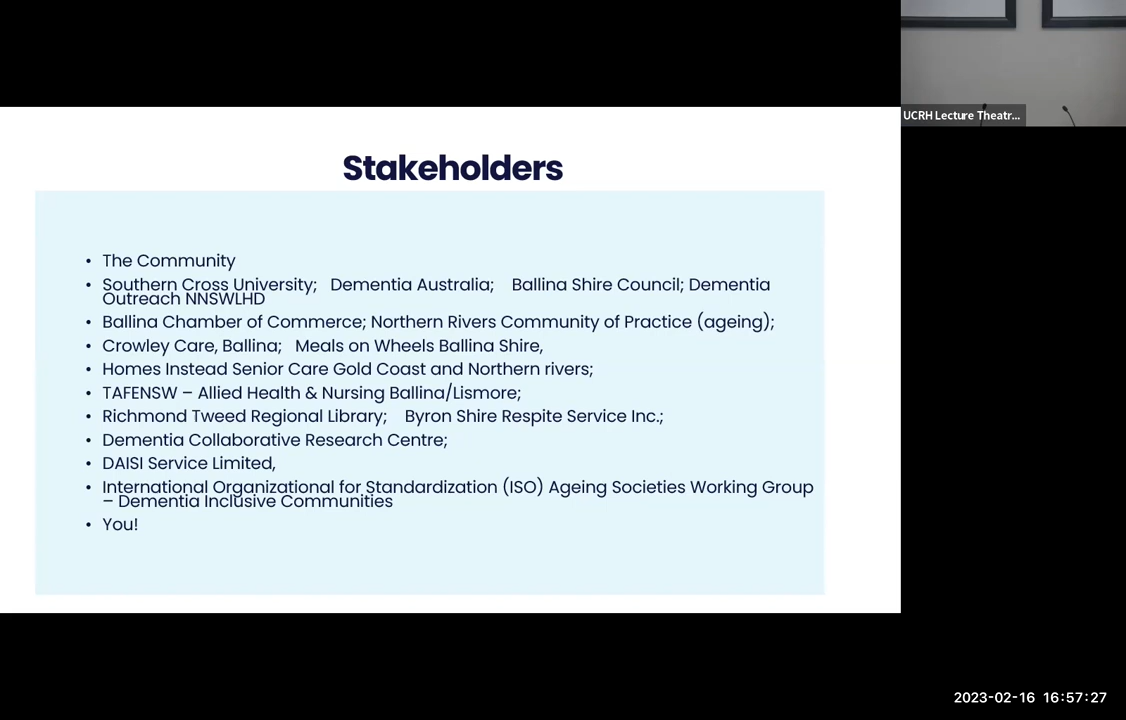 UCRH Lecture Theatr...
Stakeholders
• The Community
• Southern Cross University; Dementia Australia; Ballina Shire Council; Dementia
Outreach NNSWLHD
• Ballina Chamber of Commerce; Northern Rivers Community of Practice (ageing);
• Crowley Care, Ballina; Meals on Wheels Ballina Shire,
• Homes Instead Senior Care Gold Coast and Northern rivers;
• TAFENSW – Allied Health & Nursing Ballina/Lismore;
• Richmond Tweed Regional Library; Byron Shire Respite Service Inc.;
• Dementia Collaborative Research Centre;
• DAISI Service Limited,
• International Organizational for Standardization (ISO) Ageing Societies Working Group
– Dementia Inclusive Communities
• You!
2023-02-16 16:57:27